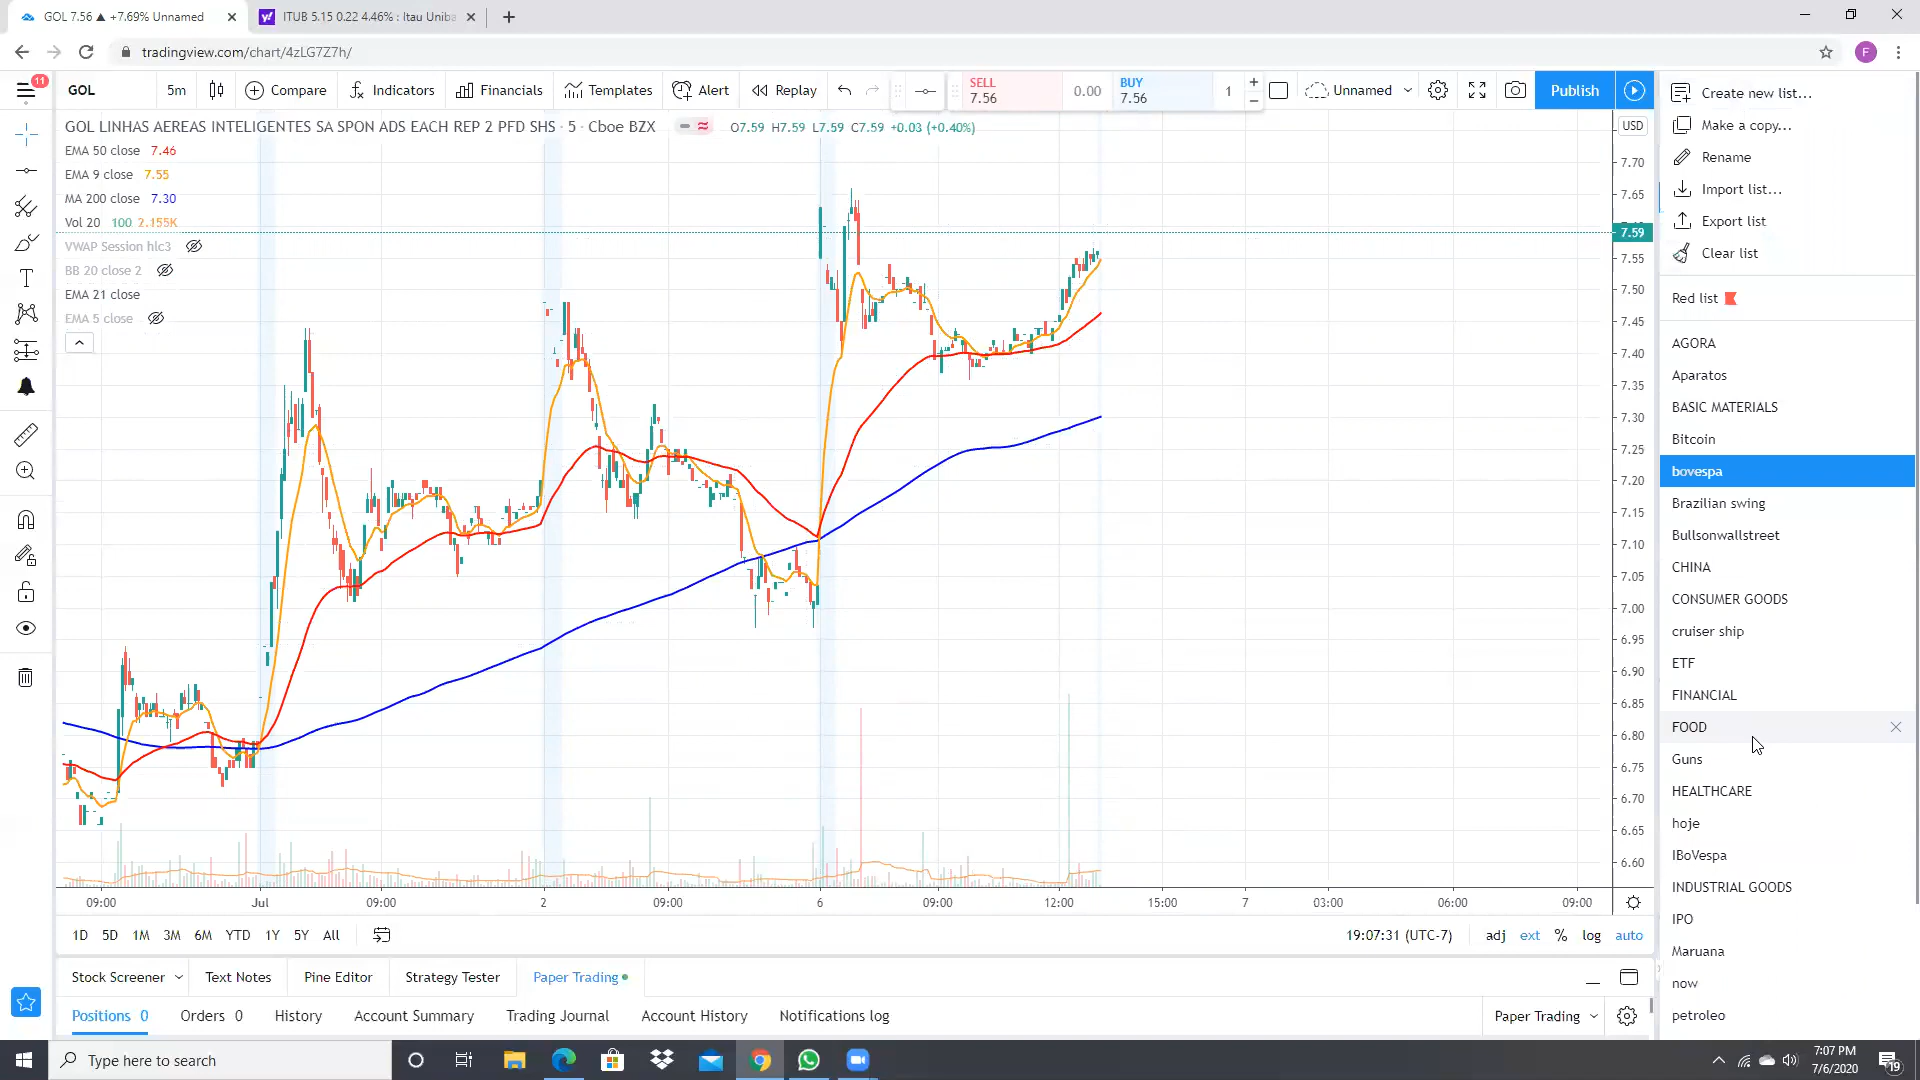 GOL 7.56 ▲ +7.69% Unnamed
ITUB 5.15 0.22 4.46% : Itau Uniba
tradingview.com/chart/4zLG7Z7h/
F
11
GOL
5m
Compare
Indicators
Financials
Templates
Alert
Replay
SELL
7.56
0.00
BUY
7.56
1
Unnamed
Publish
GOL LINHAS AEREAS INTELIGENTES SA SPON ADS EACH REP 2 PFD SHS · 5 · Cboe BZX
O7.59 H7.59 L7.59 C7.59 +0.03 (+0.40%)
EMA 50 close 7.46
EMA 9 close 7.55
MA 200 close 7.30
Vol 20 100 2.155K
VWAP Session hlc3
BB 20 close 2
EMA 21 close
EMA 5 close
USD
7.70
7.65
7.59
7.55
7.50
7.45
7.40
7.35
7.30
7.25
7.20
7.15
7.10
7.05
7.00
6.95
6.90
6.85
6.80
6.75
6.70
6.65
6.60
09:00
Jul
09:00
2
09:00
6
09:00
12:00
15:00
7
03:00
06:00
09:00
1D 5D 1M 3M 6M YTD 1Y 5Y All
19:07:31 (UTC-7)
adj ext % log auto
Stock Screener
Text Notes
Pine Editor
Strategy Tester
Paper Trading
Positions 0
Orders 0
History
Account Summary
Trading Journal
Account History
Notifications log
Paper Trading
Create new list...
Make a copy...
Rename
Import list...
Export list
Clear list
Red list
AGORA
Aparatos
BASIC MATERIALS
Bitcoin
bovespa
Brazilian swing
Bullsonwallstreet
CHINA
CONSUMER GOODS
cruiser ship
ETF
FINANCIAL
FOOD
Guns
HEALTHCARE
hoje
IBoVespa
INDUSTRIAL GOODS
IPO
Maruana
now
petroleo
Type here to search
7:07 PM
7/6/2020
19